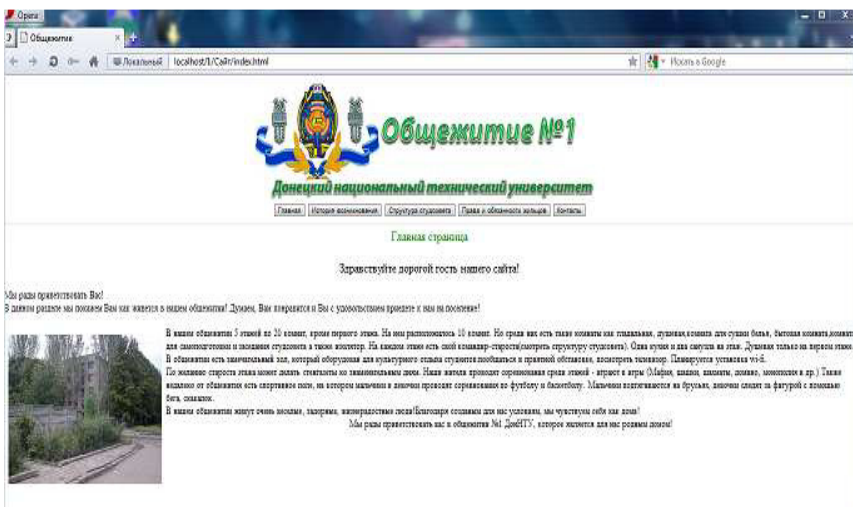 Opera
Общежитие
Локальный localhost/1/Сайт/index.html Искать в Google
Общежитие №1
Донецкий национальный технический университет
Главная История возникновения Структура студсовета Права и обязанности жильцов Контакты
Главная страница
Здравствуйте дорогой гость нашего сайта!
Мы рады приветствовать Вас!
В данном разделе мы покажем Вам как живется в нашем общежитии! Думаем, Вам понравится и Вы с удовольствием приедете к нам на поселение!
В нашем общежитии 5 этажей по 20 комнат, кроме первого этажа. На нем расположилось 10 комнат. Но среди них есть такие комнаты как гладильная, душевая,комната для сушки белья, бытовая комната,комната
для самоподготовки и заседания студсовета а также изолятор. На каждом этаже есть свой командир-староста(смотреть структуру студсовета). Одна кухня и два санузла на этаж. Душевая только на первом этаже.
В общежитии есть замечательный зал, который оборудован для культурного отдыха студентов:пообщаться в приятной обстановке, посмотреть телевизор. Планируется установка wi-fi.
По желанию староста этажа может делать стенгазеты ко знаменательным дням. Наши жители проводят соревнования среди этажей - играют в игры (Мафия, шашки, шахматы, домино, монополия и др.) Также
недалеко от общежития есть спортивное поле, на котором мальчики и девочки проводят соревнования по футболу и баскетболу. Мальчики подтягиваются на брусьях, девочки следят за фигурой с помощью
бега, скакалок.
В нашем общежитии живут очень веселые, задорные, жизнерадостные люди!Благодаря созданым для нас условиям, мы чувствуем себя как дома!
Мы рады приветствовать вас в общежитии №1 ДонНТУ, которое является для нас родным домом!